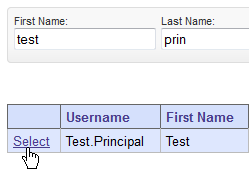 First Name: Last Name:
test prin
Username First Name
Select Test.Principal Test